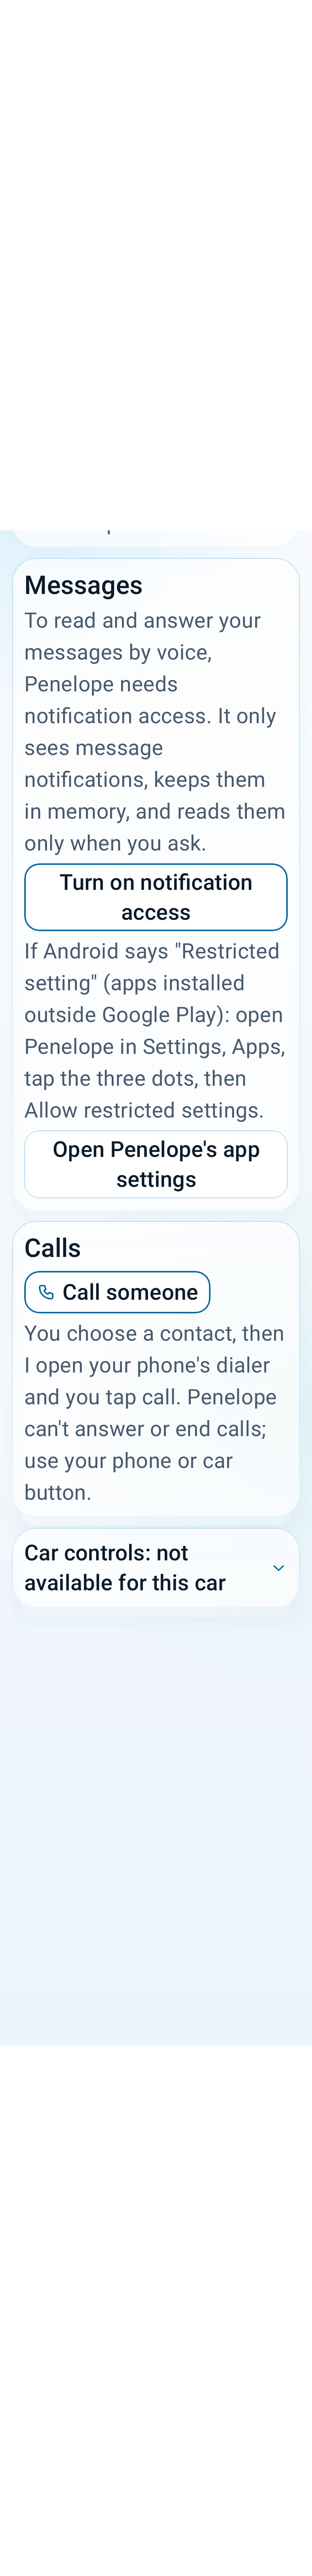 Messages
To read and answer your
messages by voice,
Penelope needs
notification access. It only
sees message
notifications, keeps them
in memory, and reads them
only when you ask.
Turn on notification
access
If Android says "Restricted
setting" (apps installed
outside Google Play): open
Penelope in Settings, Apps,
tap the three dots, then
Allow restricted settings.
Open Penelope's app
settings
Calls
Call someone
You choose a contact, then
I open your phone's dialer
and you tap call. Penelope
can't answer or end calls;
use your phone or car
button.
Car controls: not
available for this car